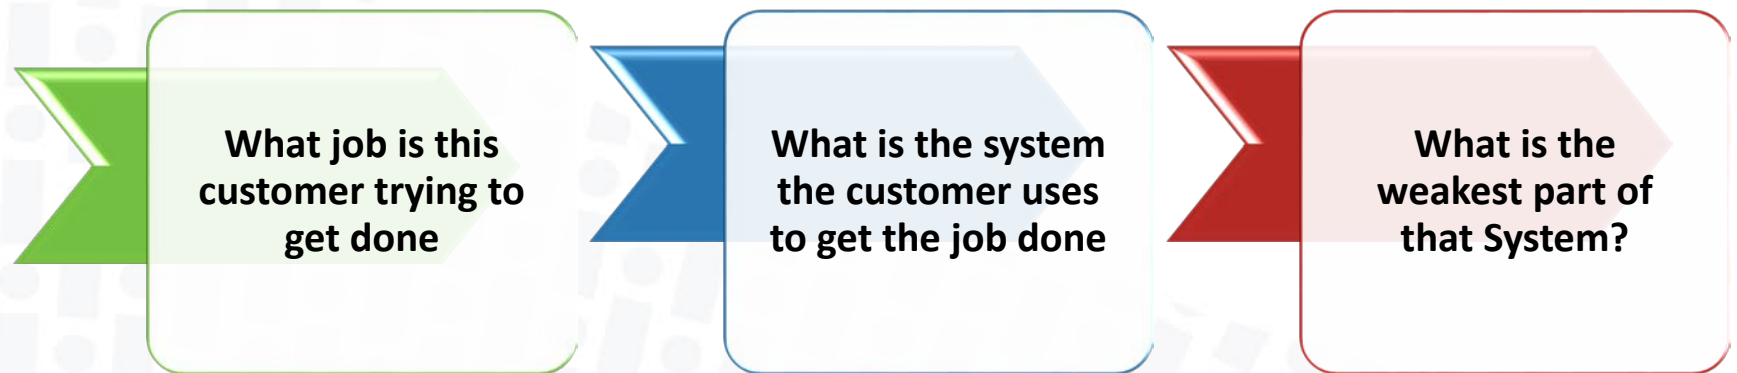 What job is this
customer trying to
get done
What is the system
the customer uses
to get the job done
What is the
weakest part of
that System?